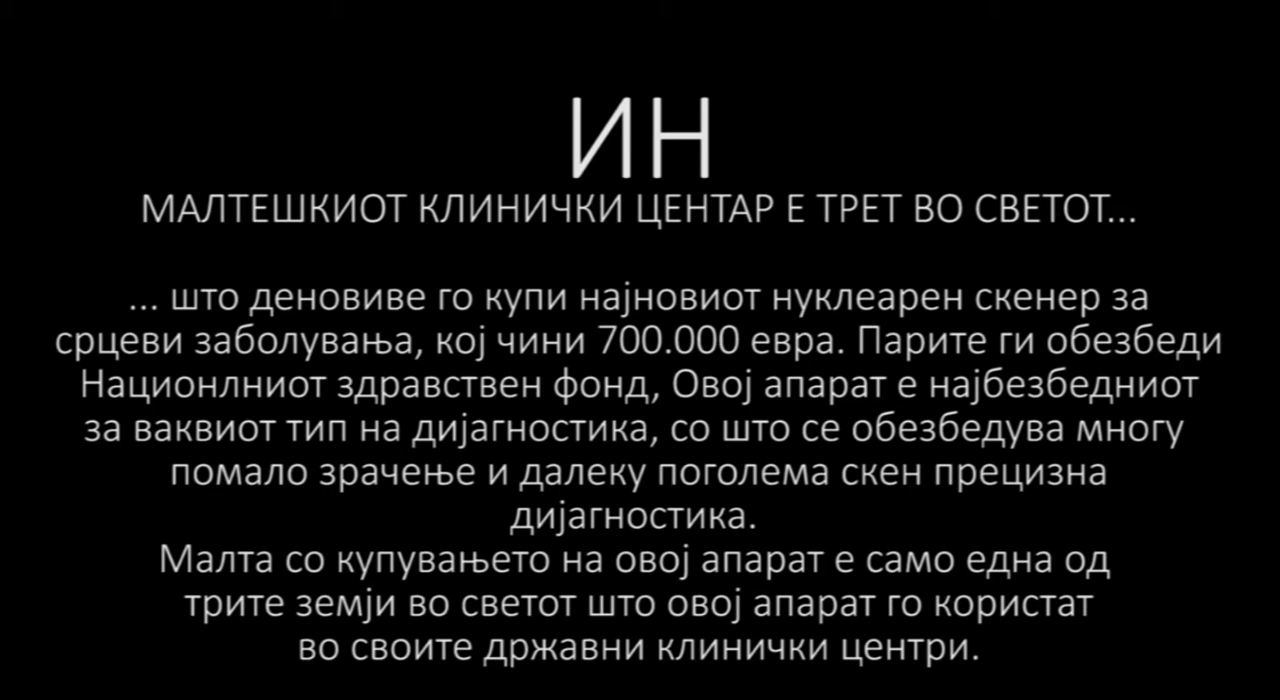 ИН
МАЛТЕШКИОТ КЛИНИЧКИ ЦЕНТАР Е ТРЕТ ВО СВЕТОТ...
... што деновиве го купи најновиот нуклеарен скенер за
срцеви заболувања, кој чини 700.000 евра. Парите ги обезбеди
Национлниот здравствен фонд, Овој апарат е најбезбедниот
за ваквиот тип на дијагностика, со што се обезбедува многу
помало зрачење и далеку поголема скен прецизна
дијагностика.
Малта со купувањето на овој апарат е само една од
трите земји во светот што овој апарат го користат
во своите државни клинички центри.